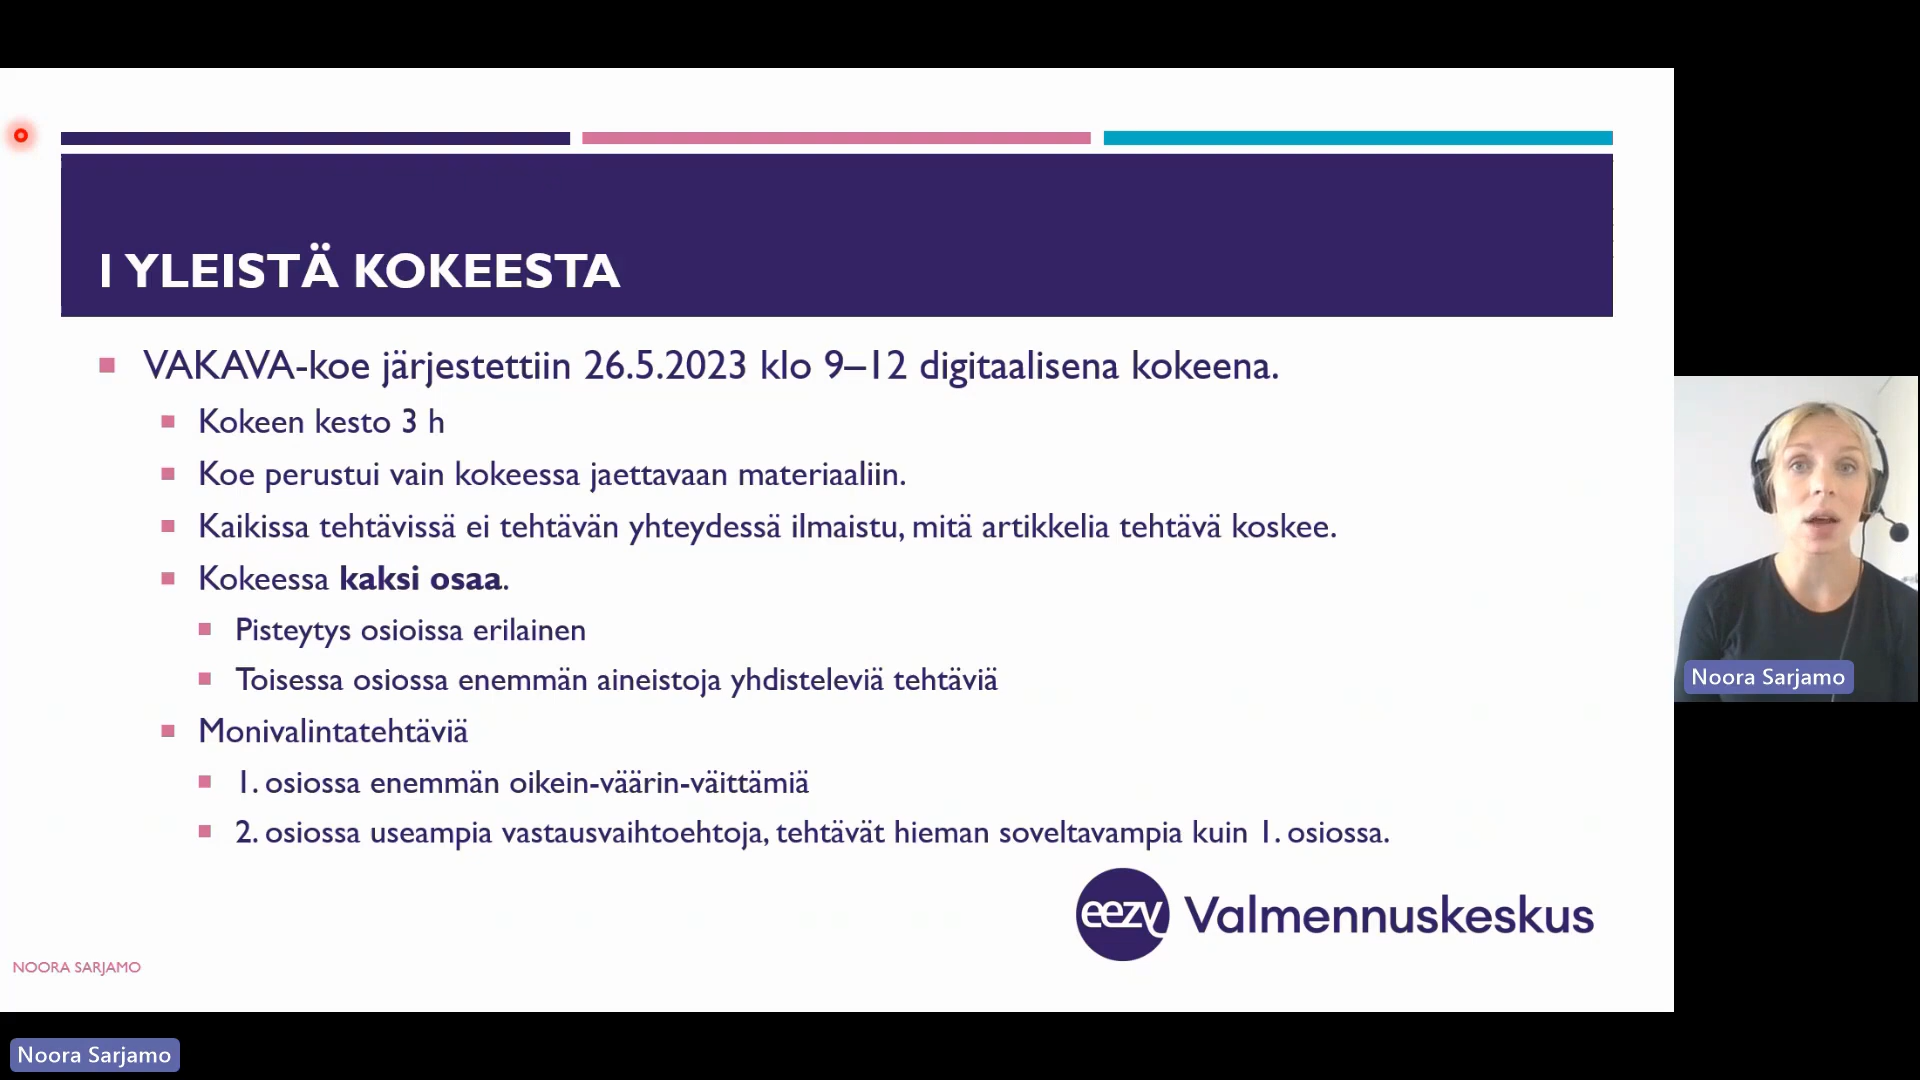 I YLEISTÄ KOKEESTA
VAKAVA-koe järjestettiin 26.5.2023 klo 9–12 digitaalisena kokeena.
Kokeen kesto 3 h
Koe perustui vain kokeessa jaettavaan materiaaliin.
Kaikissa tehtävissä ei tehtävän yhteydessä ilmaistu, mitä artikkelia tehtävä koskee.
Kokeessa kaksi osaa.
Pisteytys osioissa erilainen
Toisessa osiossa enemmän aineistoja yhdisteleviä tehtäviä
Monivalintatehtäviä
1. osiossa enemmän oikein-väärin-väittämiä
2. osiossa useampia vastausvaihtoehtoja, tehtävät hieman soveltavampia kuin 1. osiossa.
eezy Valmennuskeskus
NOORA SARJAMO
Noora Sarjamo
Noora Sarjamo